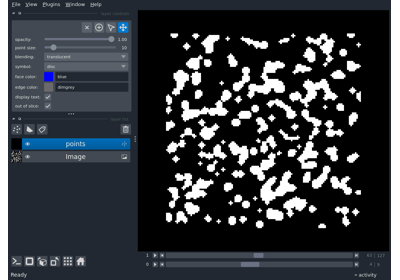 File View Plugins Window Help
opacity: 1.00
point size: 10
blending: translucent
symbol: disc
face color: blue
edge color: dimgrey
display text:
out of slice:
points
Image
1
0
Ready
activity